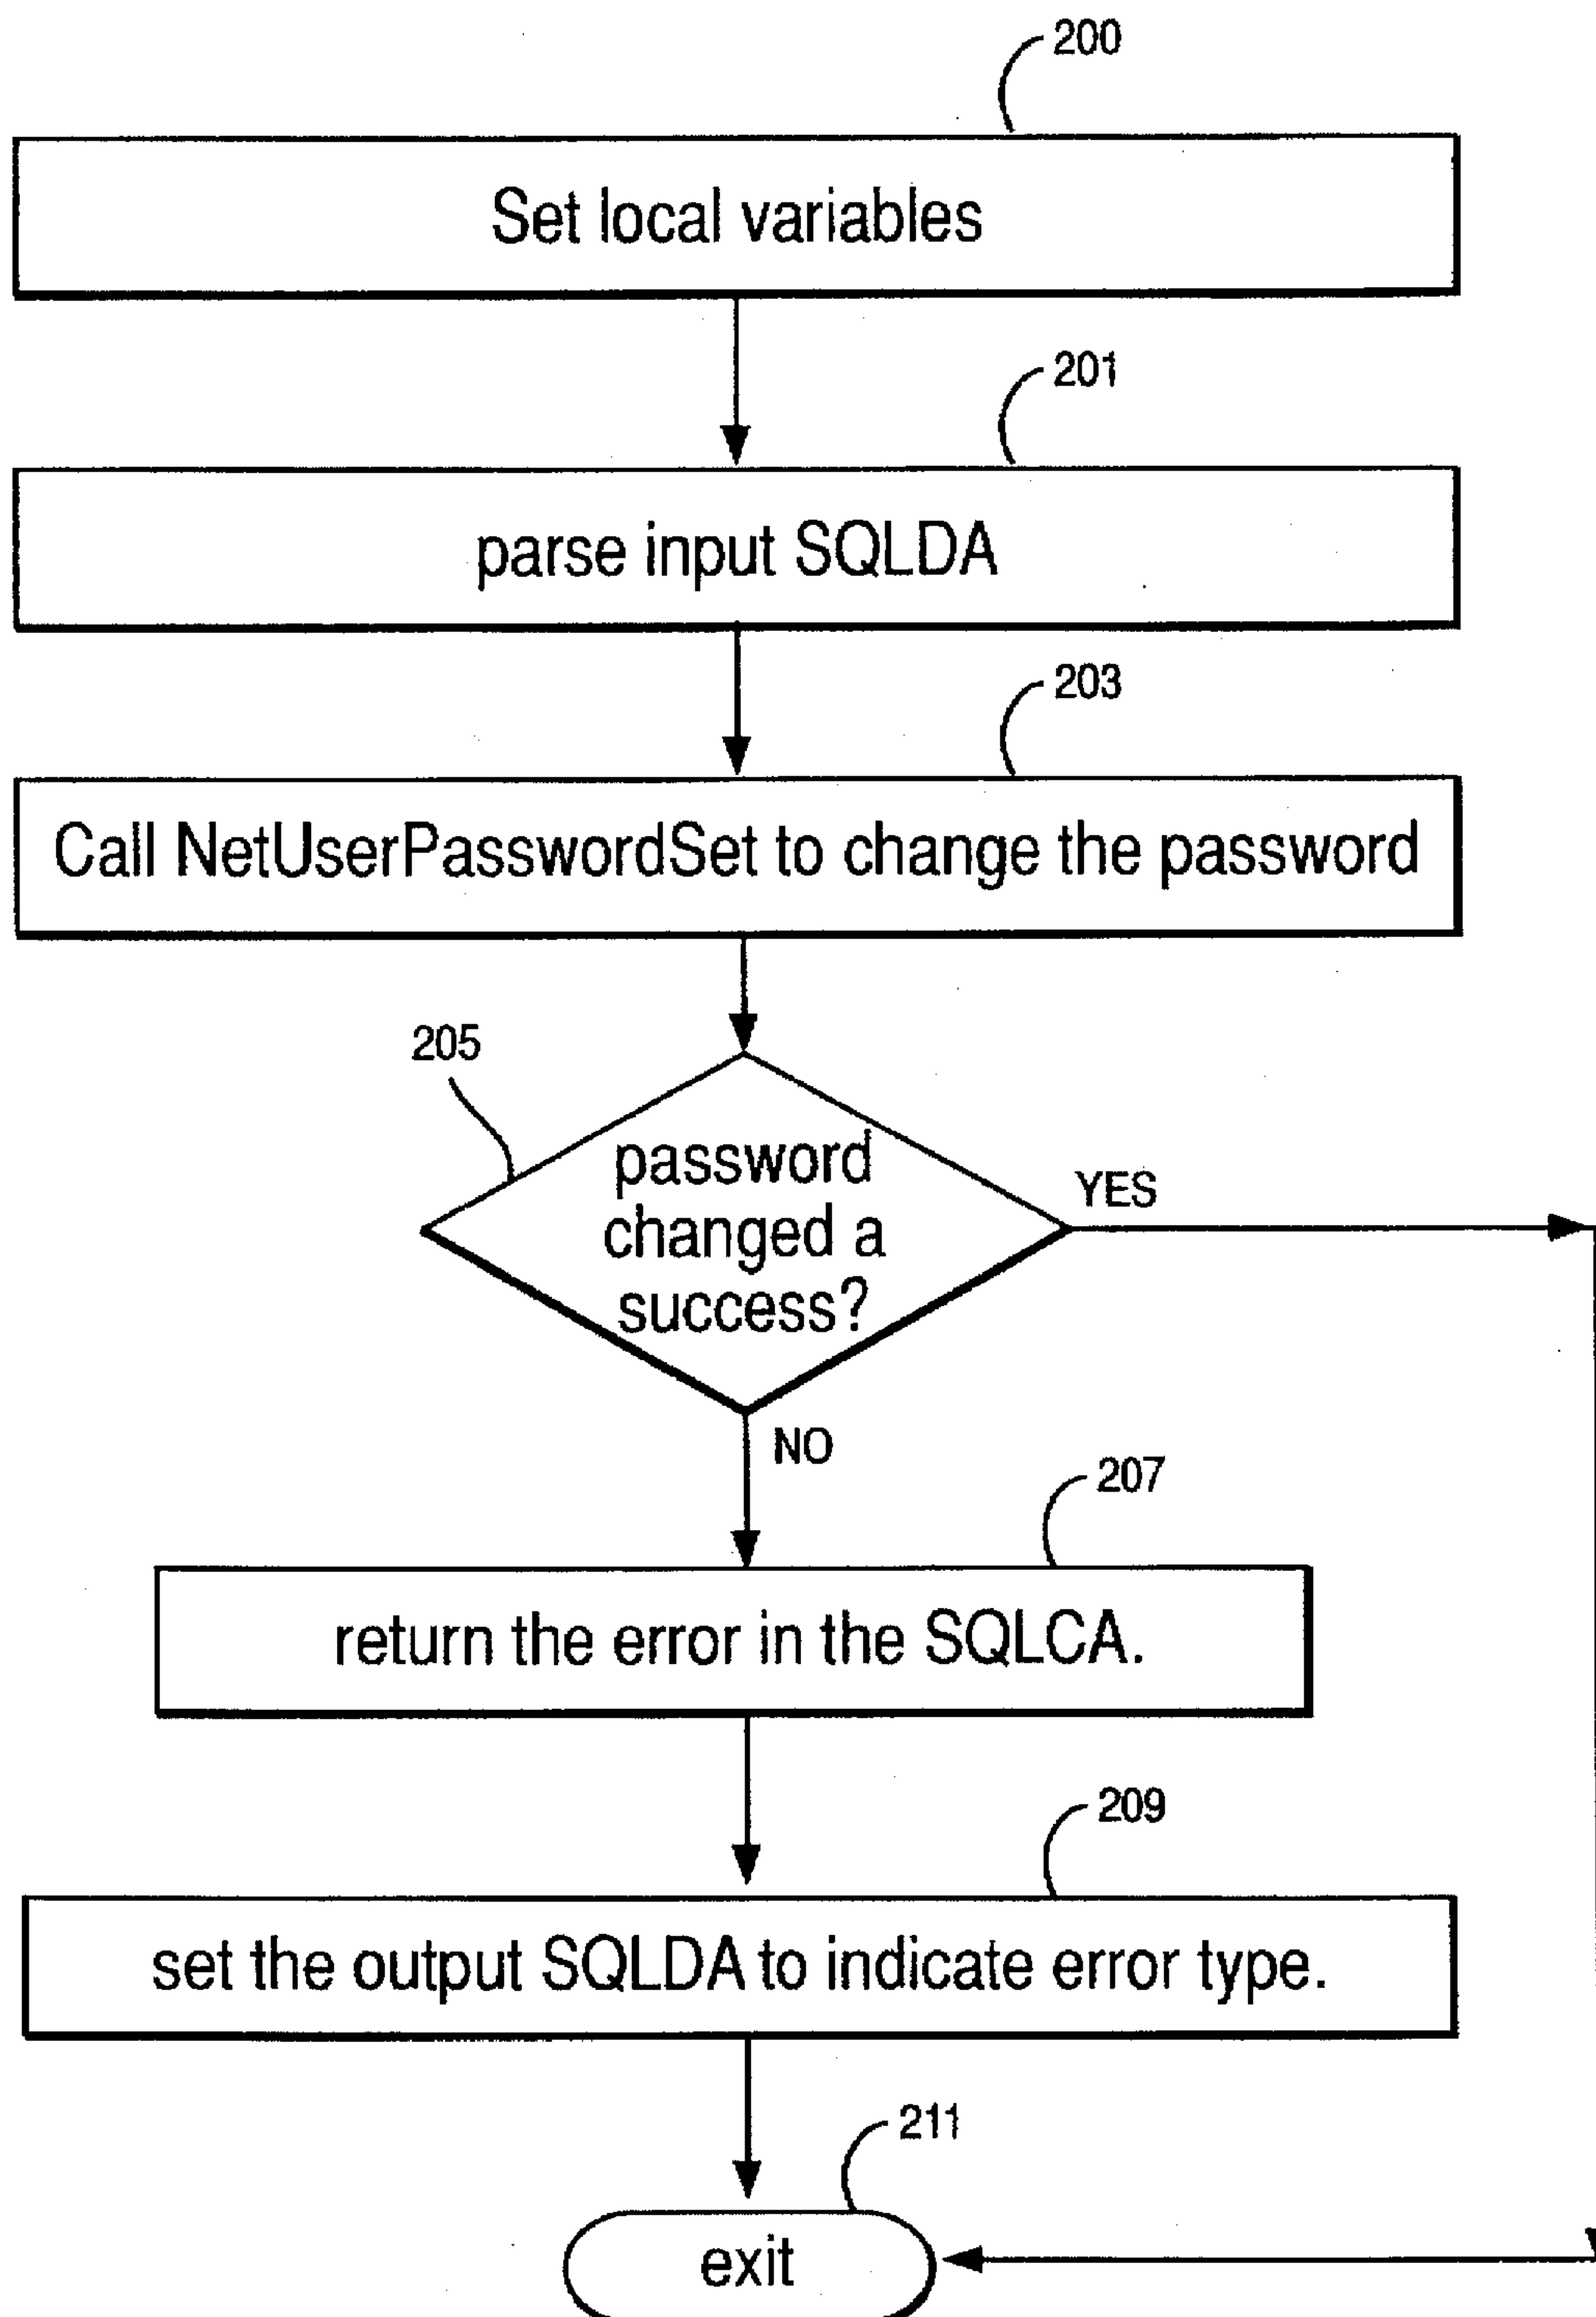 200
Set local variables
201
parse input SQLDA
203
Call NetUserPasswordSet to change the password
205
password
changed a
success?
YES
NO
207
return the error in the SQLCA.
209
set the output SQLDA to indicate error type.
211
exit